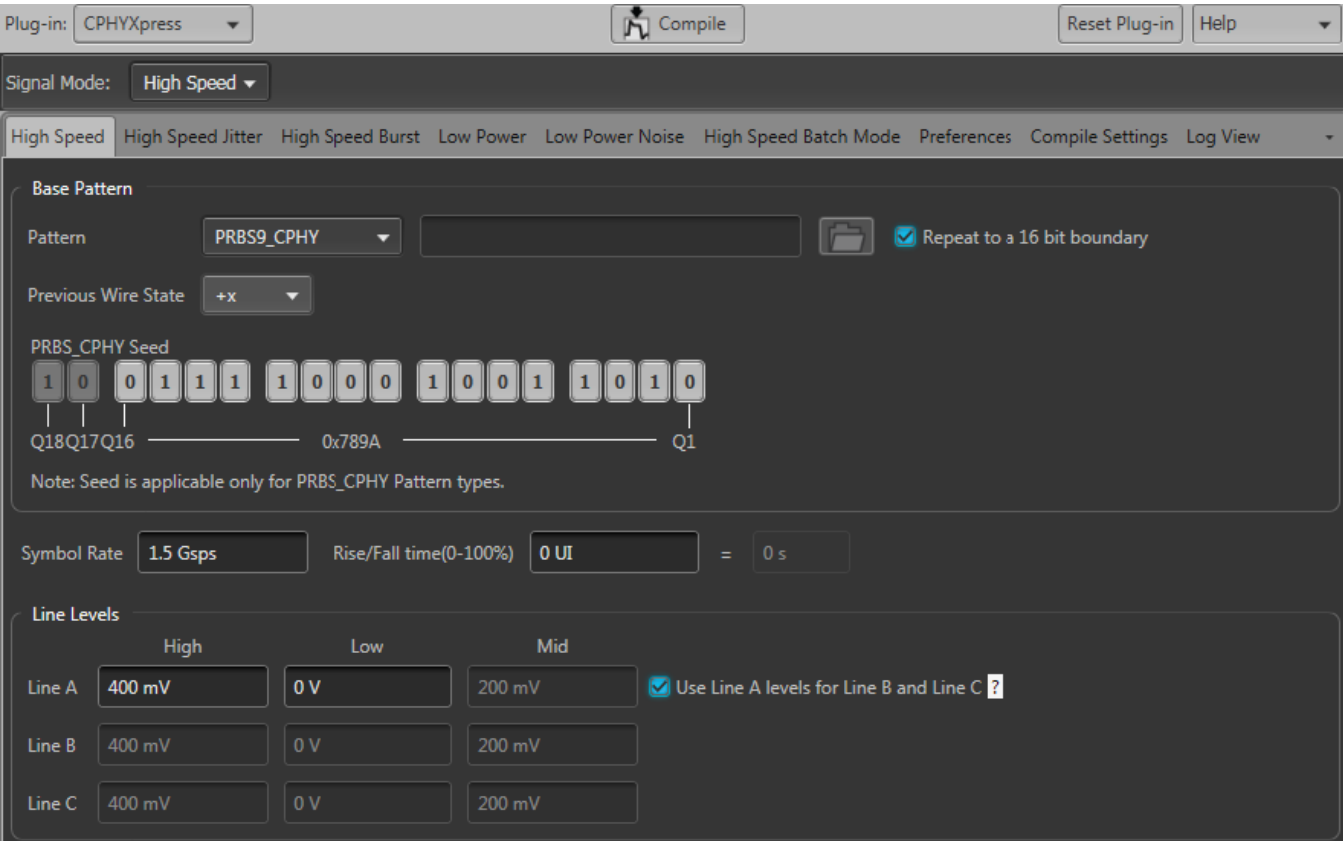 Plug-in: CPHYXpress Compile Reset Plug-in Help
Signal Mode: High Speed
High Speed High Speed Jitter High Speed Burst Low Power Low Power Noise High Speed Batch Mode Preferences Compile Settings Log View
Base Pattern
Pattern PRBS9_CPHY Repeat to a 16 bit boundary
Previous Wire State +x
PRBS_CPHY Seed
1 0 0 1 1 1 1 0 0 0 1 0 0 1 1 0 1 0
Q18 Q17 Q16 0x789A Q1
Note: Seed is applicable only for PRBS_CPHY Pattern types.
Symbol Rate 1.5 Gsps Rise/Fall time(0-100%) 0 UI = 0 s
Line Levels
High Low Mid
Line A 400 mV 0 V 200 mV Use Line A levels for Line B and Line C ?
Line B 400 mV 0 V 200 mV
Line C 400 mV 0 V 200 mV